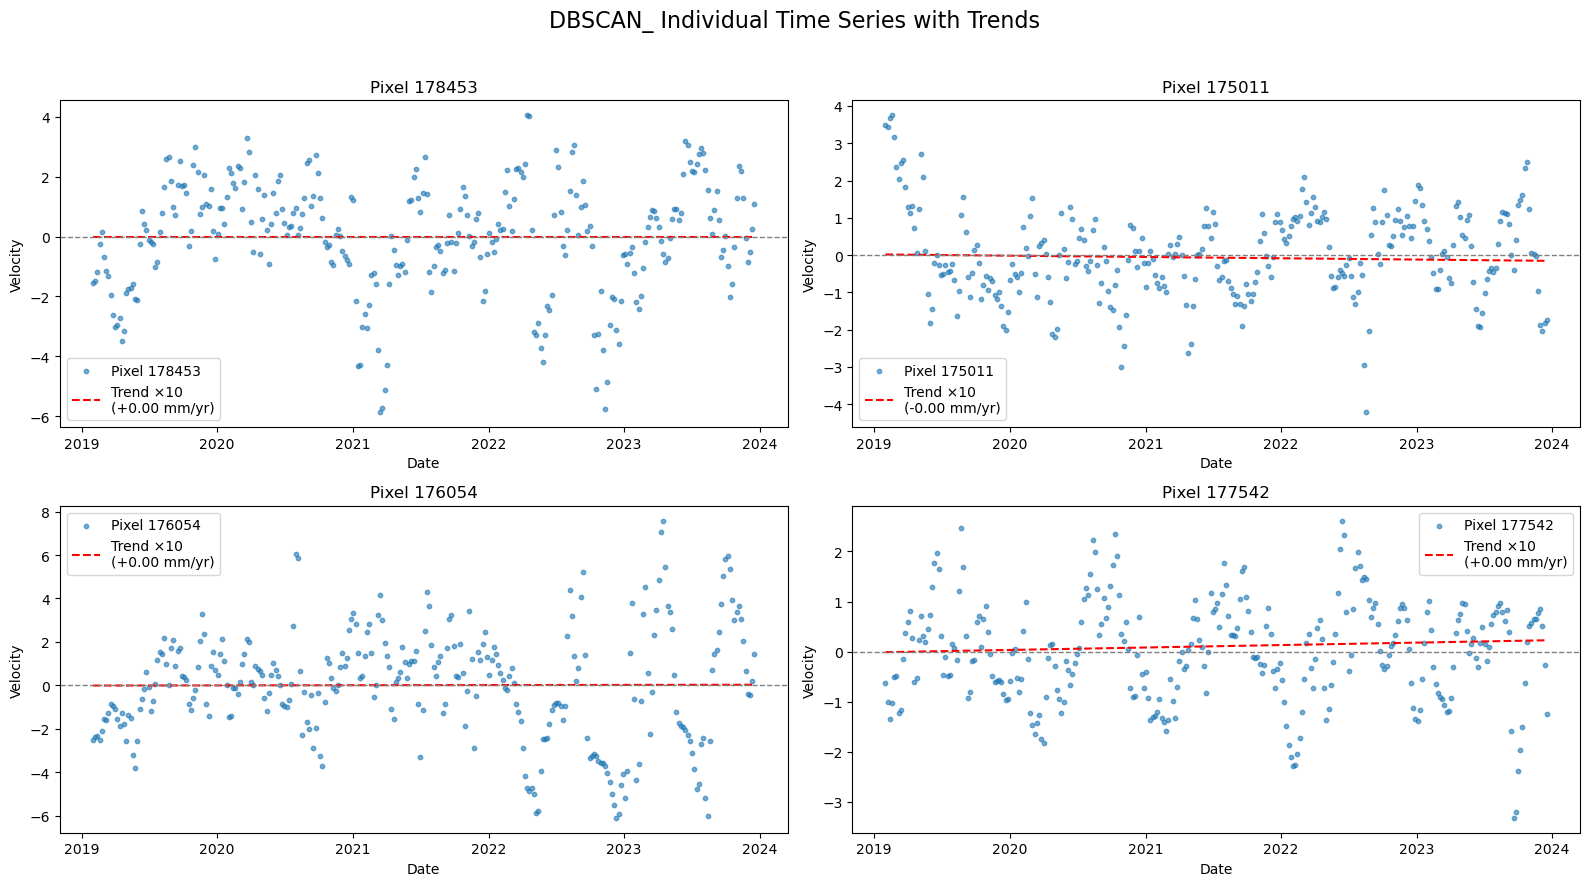 DBSCAN_ Individual Time Series with Trends
Pixel 178453
4
2
0
−2
−4
−6
Velocity
Pixel 178453
Trend ×10
(+0.00 mm/yr)
2019 2020 2021 2022 2023 2024
Date
Pixel 175011
4
3
2
1
0
−1
−2
−3
−4
Velocity
Pixel 175011
Trend ×10
(-0.00 mm/yr)
2019 2020 2021 2022 2023 2024
Date
Pixel 176054
8
6
4
2
0
−2
−4
−6
Velocity
Pixel 176054
Trend ×10
(+0.00 mm/yr)
2019 2020 2021 2022 2023 2024
Date
Pixel 177542
2
1
0
−1
−2
−3
Velocity
Pixel 177542
Trend ×10
(+0.00 mm/yr)
2019 2020 2021 2022 2023 2024
Date